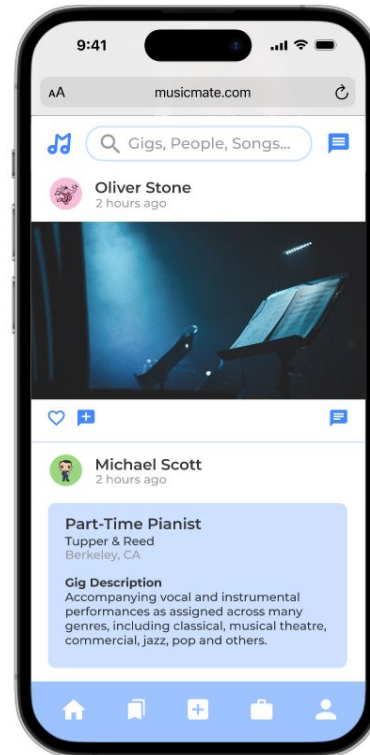 9:41
AA
musicmate.com
Gigs, People, Songs...
Oliver Stone
2 hours ago
Michael Scott
2 hours ago
Part-Time Pianist
Tupper & Reed
Berkeley, CA
Gig Description
Accompanying vocal and instrumental
performances as assigned across many
genres, including classical, musical theatre,
commercial, jazz, pop and others.